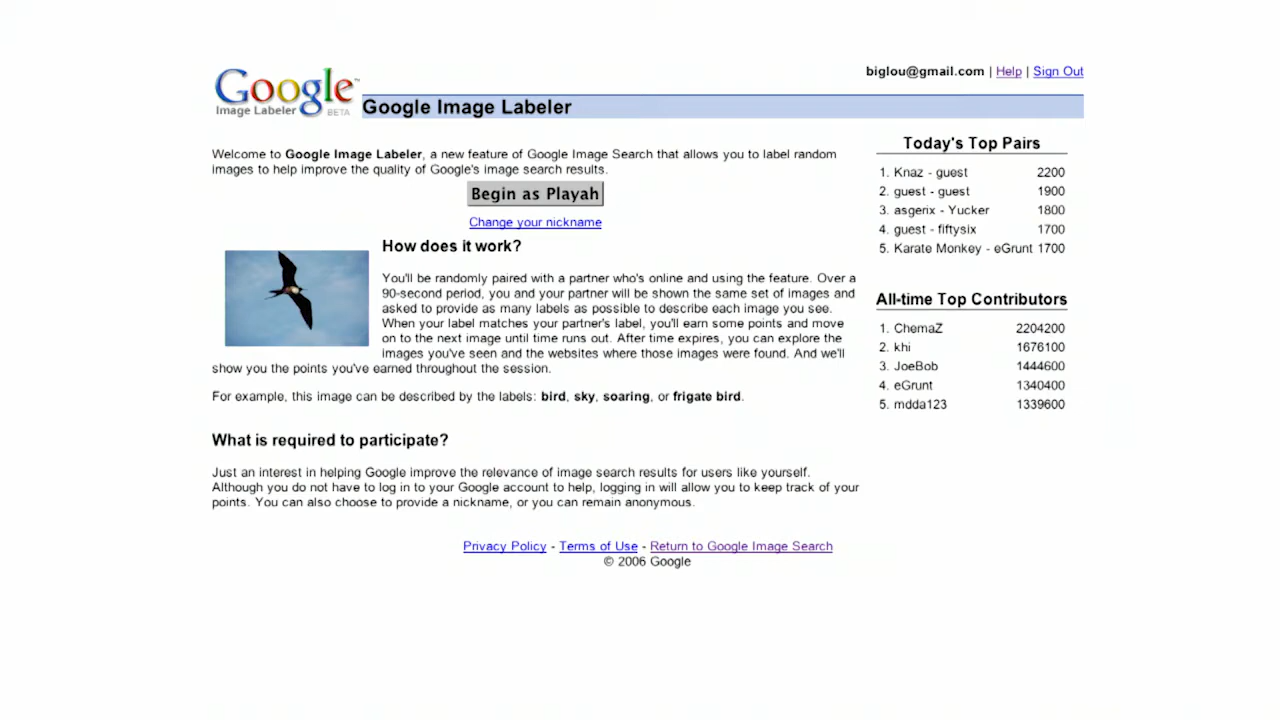 biglou@gmail.com | Help | Sign Out
Google™
Image Labeler BETA
Google Image Labeler
Welcome to Google Image Labeler, a new feature of Google Image Search that allows you to label random
images to help improve the quality of Google's image search results.
Begin as Playah
Change your nickname
How does it work?
You'll be randomly paired with a partner who's online and using the feature. Over a
90-second period, you and your partner will be shown the same set of images and
asked to provide as many labels as possible to describe each image you see.
When your label matches your partner's label, you'll earn some points and move
on to the next image until time runs out. After time expires, you can explore the
images you've seen and the websites where those images were found. And we'll
show you the points you've earned throughout the session.
For example, this image can be described by the labels: bird, sky, soaring, or frigate bird.
What is required to participate?
Just an interest in helping Google improve the relevance of image search results for users like yourself.
Although you do not have to log in to your Google account to help, logging in will allow you to keep track of your
points. You can also choose to provide a nickname, or you can remain anonymous.
Today's Top Pairs
1. Knaz - guest 2200
2. guest - guest 1900
3. asgerix - Yucker 1800
4. guest - fiftysix 1700
5. Karate Monkey - eGrunt 1700
All-time Top Contributors
1. ChemaZ 2204200
2. khi 1676100
3. JoeBob 1444600
4. eGrunt 1340400
5. mdda123 1339600
Privacy Policy - Terms of Use - Return to Google Image Search
© 2006 Google